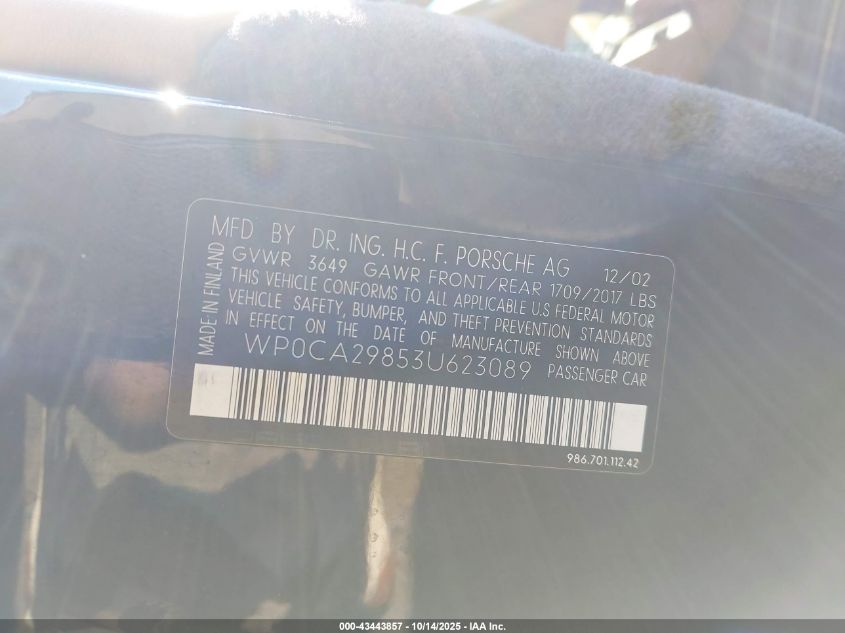 MFD BY DR. ING. H.C. F. PORSCHE AG 12/02
GVWR 3649 GAWR FRONT/REAR 1709/2017 LBS
THIS VEHICLE CONFORMS TO ALL APPLICABLE U.S FEDERAL MOTOR
VEHICLE SAFETY, BUMPER, AND THEFT PREVENTION STANDARDS
IN EFFECT ON THE DATE OF MANUFACTURE SHOWN ABOVE
WP0CA29853U623089 PASSENGER CAR
MADE IN FINLAND
986.701.112.42
000-43443857 - 10/14/2025 - IAA Inc.